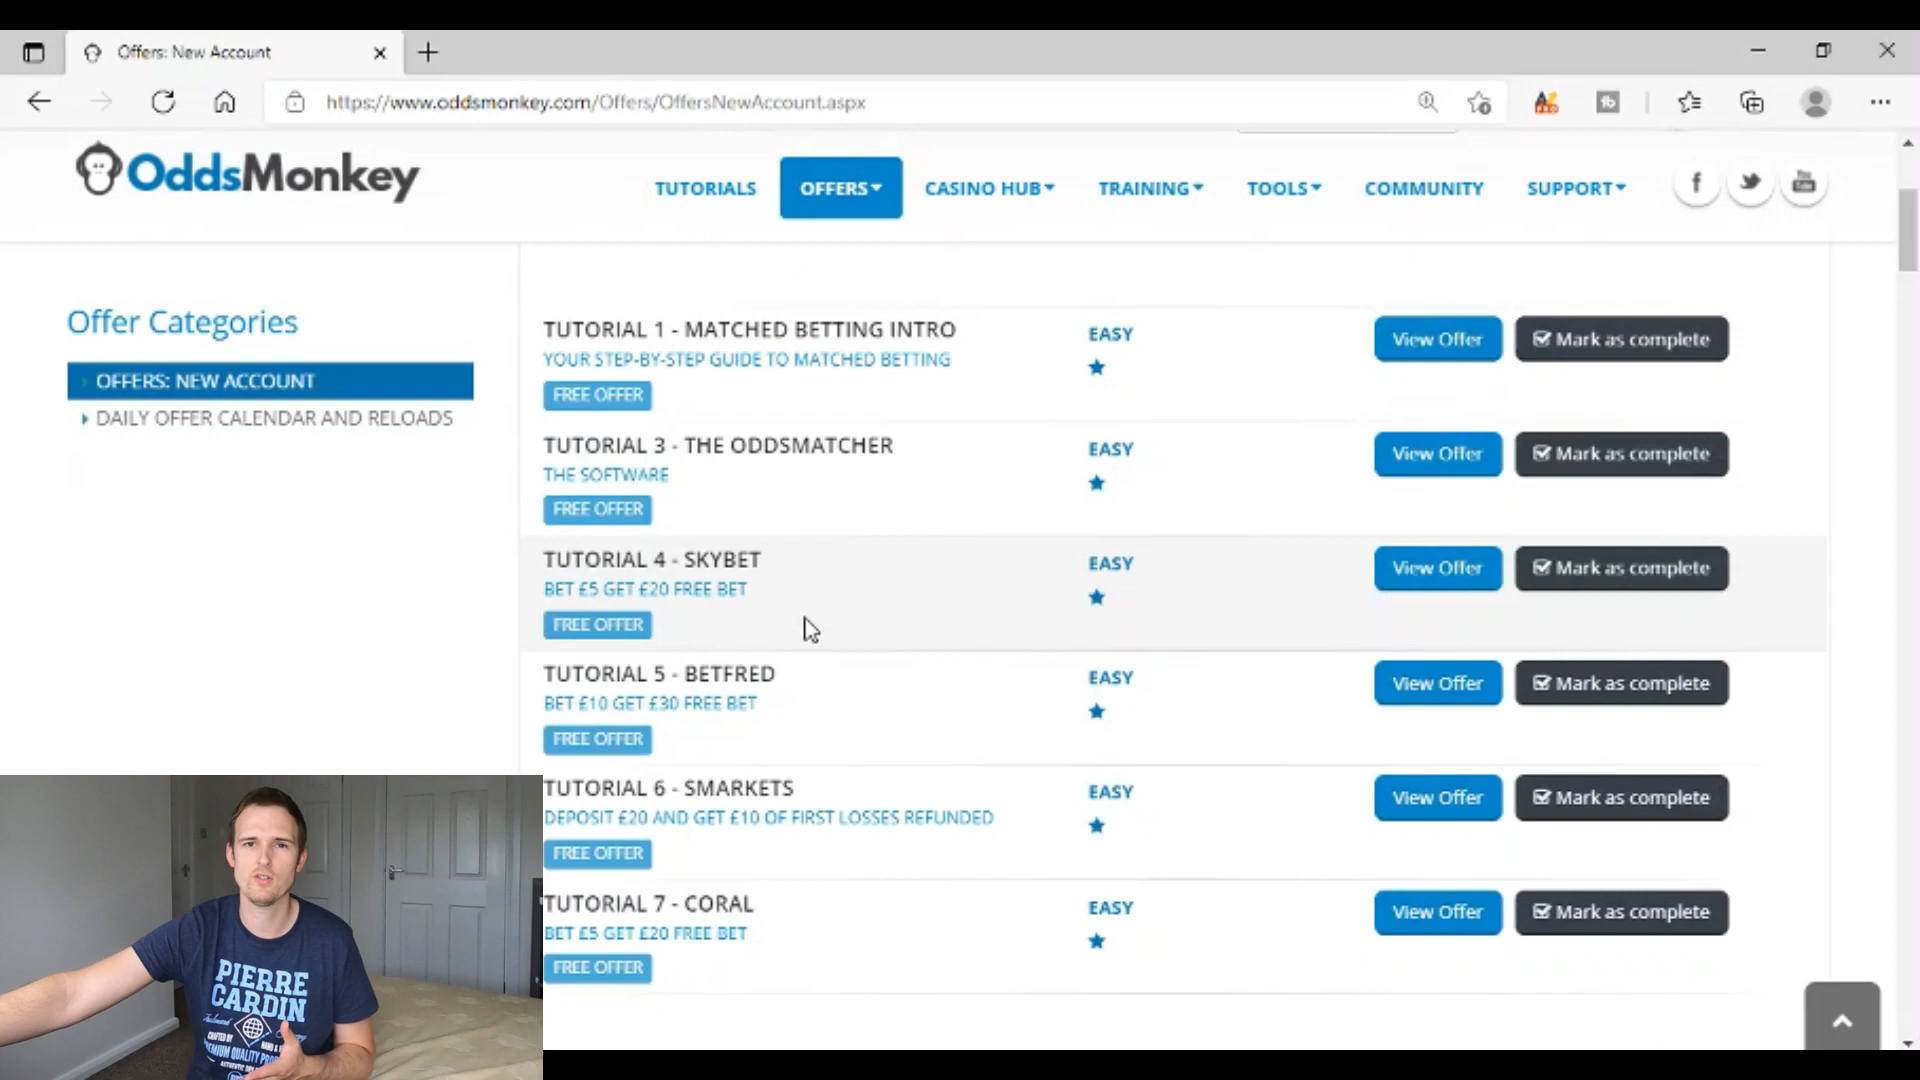 Offers: New Account
https://www.oddsmonkey.com/Offers/OffersNewAccount.aspx
OddsMonkey
TUTORIALS
OFFERS
CASINO HUB
TRAINING
TOOLS
COMMUNITY
SUPPORT
You Tube
Offer Categories
OFFERS: NEW ACCOUNT
DAILY OFFER CALENDAR AND RELOADS
TUTORIAL 1 - MATCHED BETTING INTRO
YOUR STEP-BY-STEP GUIDE TO MATCHED BETTING
FREE OFFER
EASY
View Offer
Mark as complete
TUTORIAL 3 - THE ODDSMATCHER
THE SOFTWARE
FREE OFFER
EASY
View Offer
Mark as complete
TUTORIAL 4 - SKYBET
BET £5 GET £20 FREE BET
FREE OFFER
EASY
View Offer
Mark as complete
TUTORIAL 5 - BETFRED
BET £10 GET £30 FREE BET
FREE OFFER
EASY
View Offer
Mark as complete
TUTORIAL 6 - SMARKETS
DEPOSIT £20 AND GET £10 OF FIRST LOSSES REFUNDED
FREE OFFER
EASY
View Offer
Mark as complete
TUTORIAL 7 - CORAL
BET £5 GET £20 FREE BET
FREE OFFER
EASY
View Offer
Mark as complete
PIERRE
CARDIN
CRAFTED BY
PREMIUM QUALITY